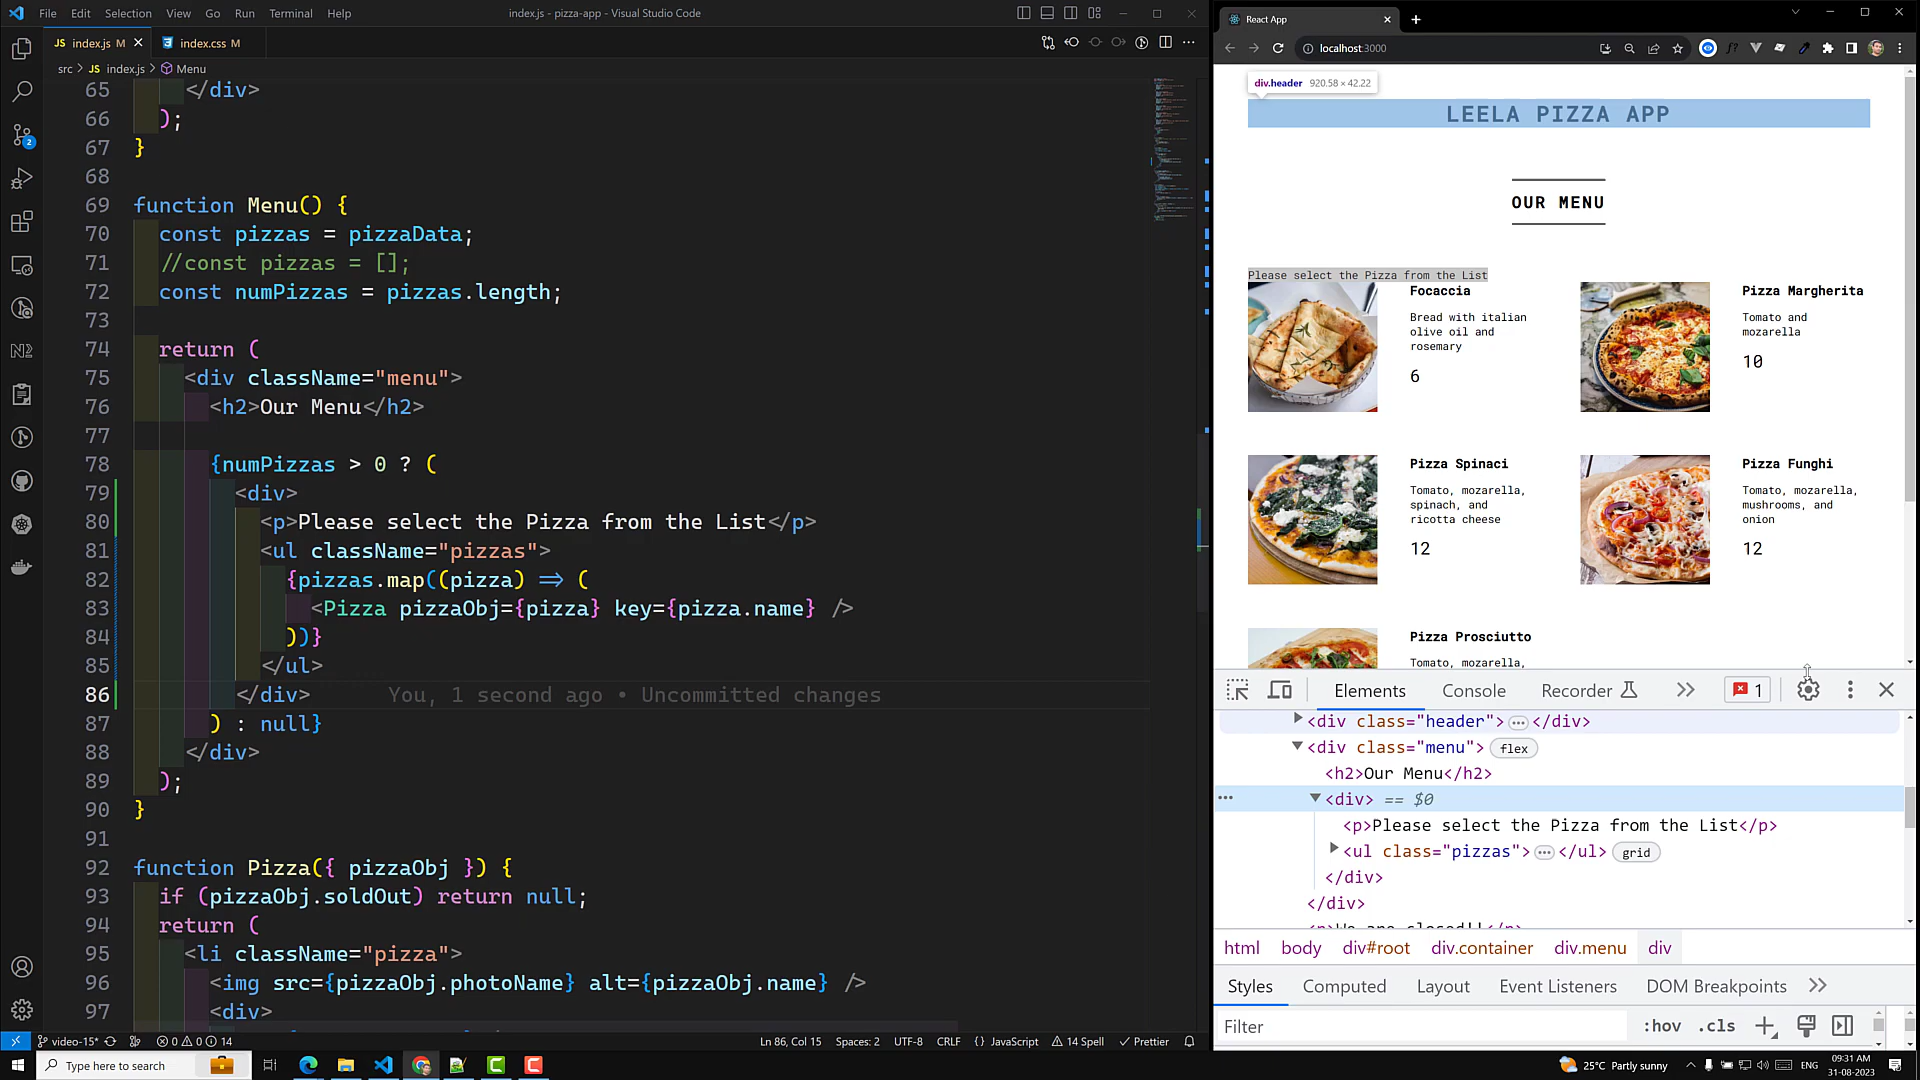 File Edit Selection View Go Run Terminal Help
index.js - pizza-app - Visual Studio Code
JS index.js M
index.css M
src > JS index.js > Menu
65 </div>
66 );
67 }
68
69 function Menu() {
70 const pizzas = pizzaData;
71 //const pizzas = [];
72 const numPizzas = pizzas.length;
73
74 return (
75 <div className="menu">
76 <h2>Our Menu</h2>
77
78 {numPizzas > 0 ? (
79 <div>
80 <p>Please select the Pizza from the List</p>
81 <ul className="pizzas">
82 {pizzas.map((pizza) => (
83 <Pizza pizzaObj={pizza} key={pizza.name} />
84 ))}
85 </ul>
86 </div> You, 1 second ago • Uncommitted changes
87 ) : null}
88 </div>
89 );
90 }
91
92 function Pizza({ pizzaObj }) {
93 if (pizzaObj.soldOut) return null;
94 return (
95 <li className="pizza">
96 <img src={pizzaObj.photoName} alt={pizzaObj.name} />
97 <div>
video-15* 0 0 14
Ln 86, Col 15 Spaces: 2 UTF-8 CRLF {} JavaScript 14 Spell Prettier
React App
localhost:3000
div.header 920.58 × 42.22
LEELA PIZZA APP
OUR MENU
Please select the Pizza from the List
Focaccia
Bread with italian
olive oil and
rosemary
6
Pizza Margherita
Tomato and
mozarella
10
Pizza Spinaci
Tomato, mozarella,
spinach, and
ricotta cheese
12
Pizza Funghi
Tomato, mozarella,
mushrooms, and
onion
12
Pizza Prosciutto
Tomato, mozarella,
Elements Console Recorder 1
<div class="header"> ⋯ </div>
<div class="menu"> flex
<h2>Our Menu</h2>
<div> == $0
<p>Please select the Pizza from the List</p>
<ul class="pizzas"> ⋯ </ul> grid
</div>
</div>
<p>We are closed!!</p>
html body div#root div.container div.menu div
Styles Computed Layout Event Listeners DOM Breakpoints
Filter :hov .cls
Type here to search
25°C Partly sunny
ENG
09:31 AM
31-08-2023